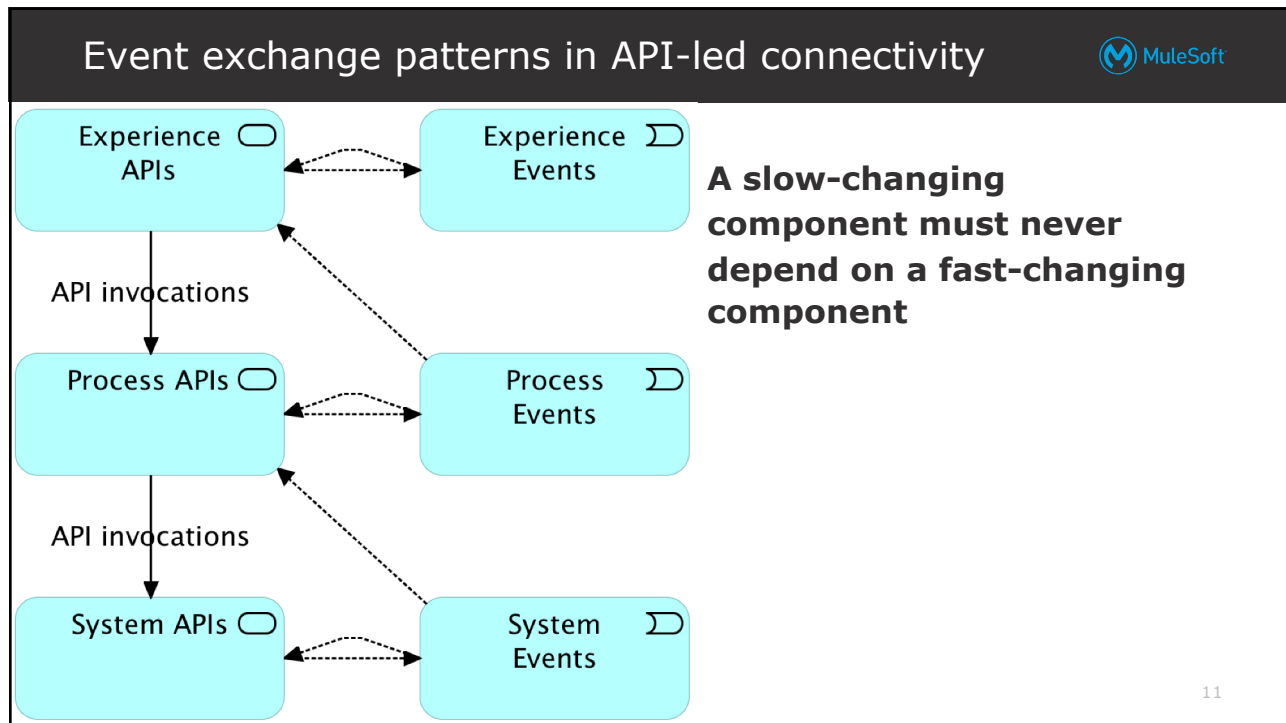 Event exchange patterns in API-led connectivity
MuleSoft
Experience
APIs
Experience
Events
A slow-changing
component must never
depend on a fast-changing
component
API invocations
Process APIs
Process
Events
API invocations
System APIs
System
Events
11